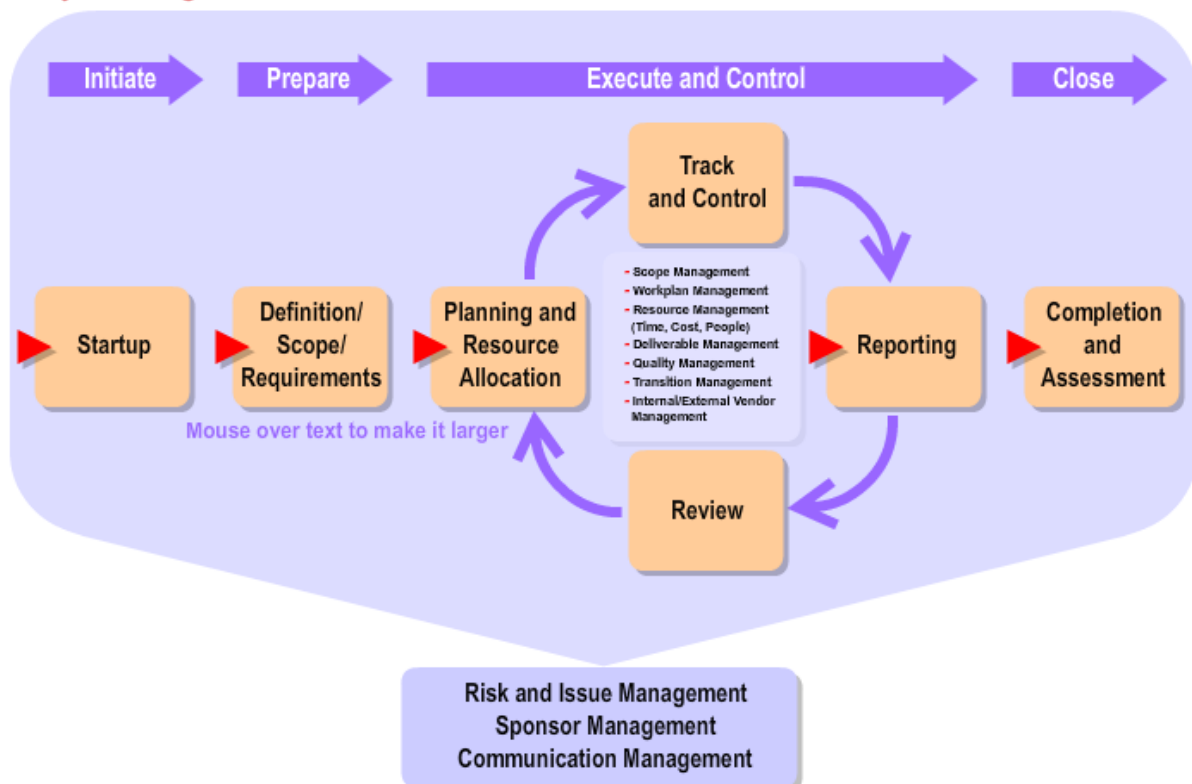 Initiate
Prepare
Execute and Control
Close
Track
and Control
- Scope Management
- Workplan Management
- Resource Management
(Time, Cost, People)
- Deliverable Management
- Quality Management
- Transition Management
- Internal/External Vendor
Management
Startup
Definition/
Scope/
Requirements
Planning and
Resource
Allocation
Reporting
Completion
and
Assessment
Mouse over text to make it larger
Review
Risk and Issue Management
Sponsor Management
Communication Management